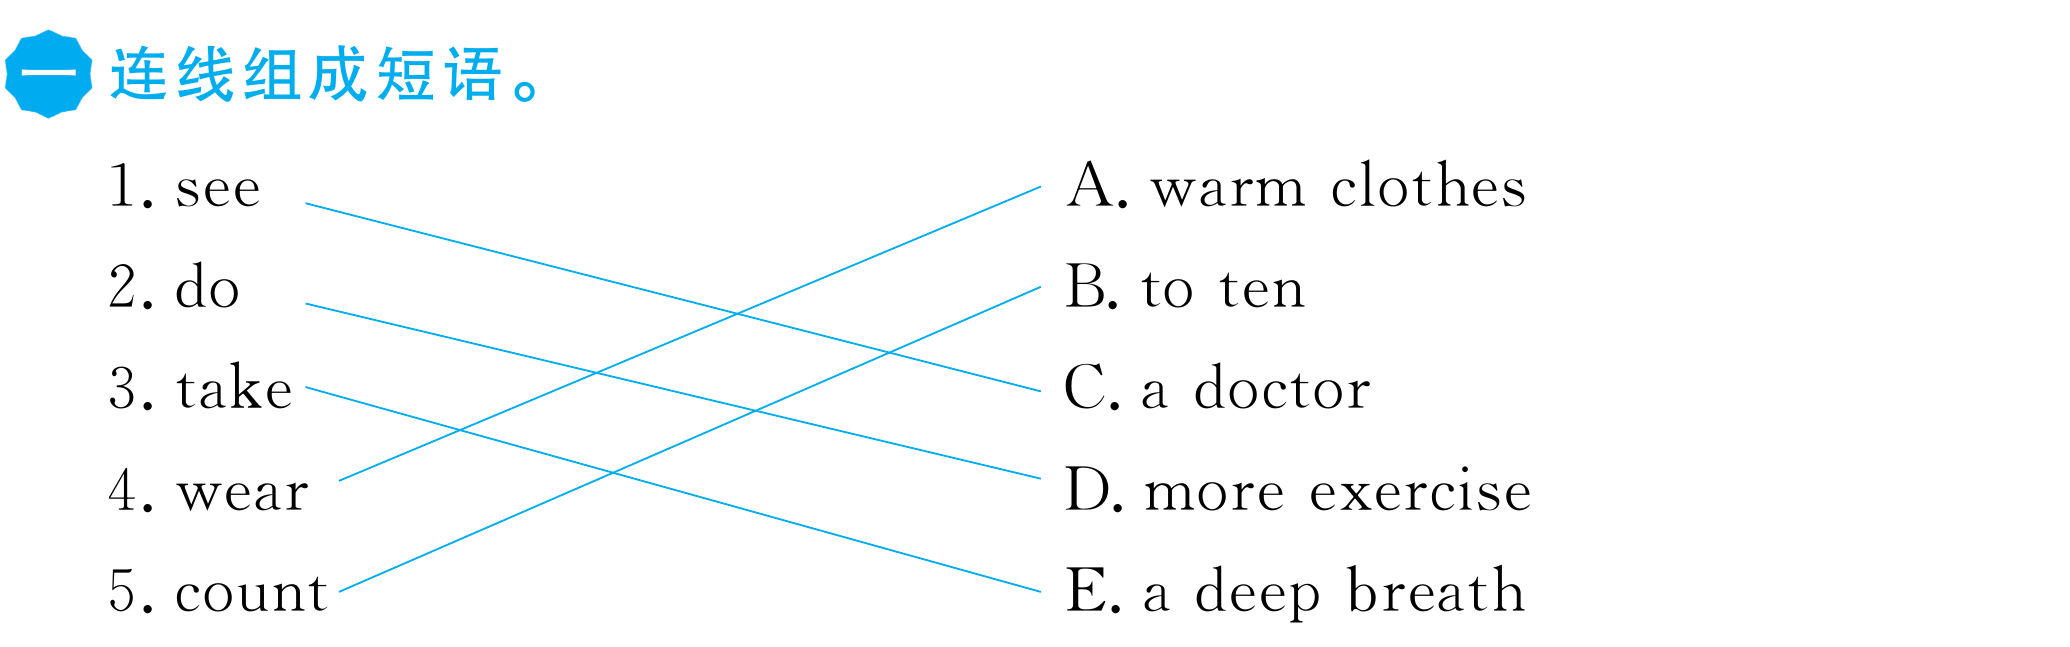 一 连线组成短语。
1. see A. warm clothes
2. do B. to ten
3. take C. a doctor
4. wear D. more exercise
5. count E. a deep breath